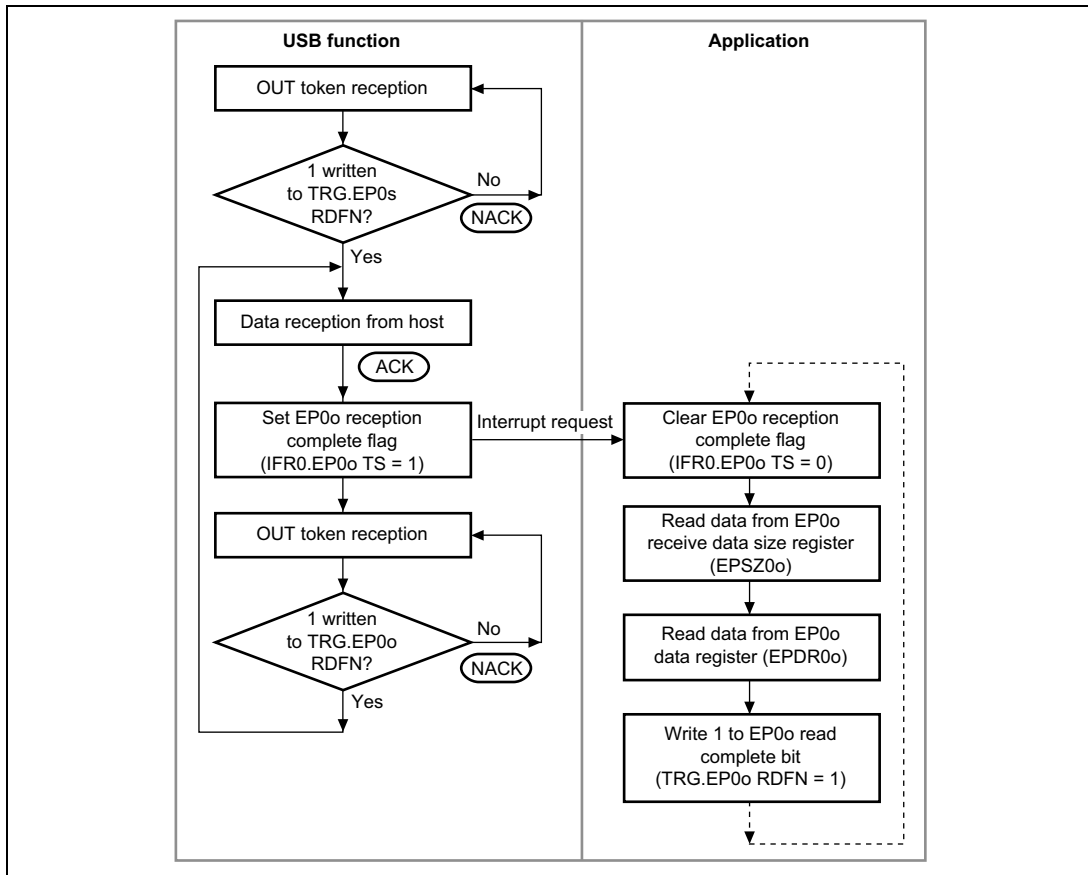 USB function
OUT token reception
1 written
to TRG.EP0s
RDFN?
No
NACK
Yes
Data reception from host
ACK
Set EP0o reception
complete flag
(IFR0.EP0o TS = 1)
Interrupt request
OUT token reception
1 written
to TRG.EP0o
RDFN?
No
NACK
Yes
Application
Clear EP0o reception
complete flag
(IFR0.EP0o TS = 0)
Read data from EP0o
receive data size register
(EPSZ0o)
Read data from EP0o
data register (EPDR0o)
Write 1 to EP0o read
complete bit
(TRG.EP0o RDFN = 1)